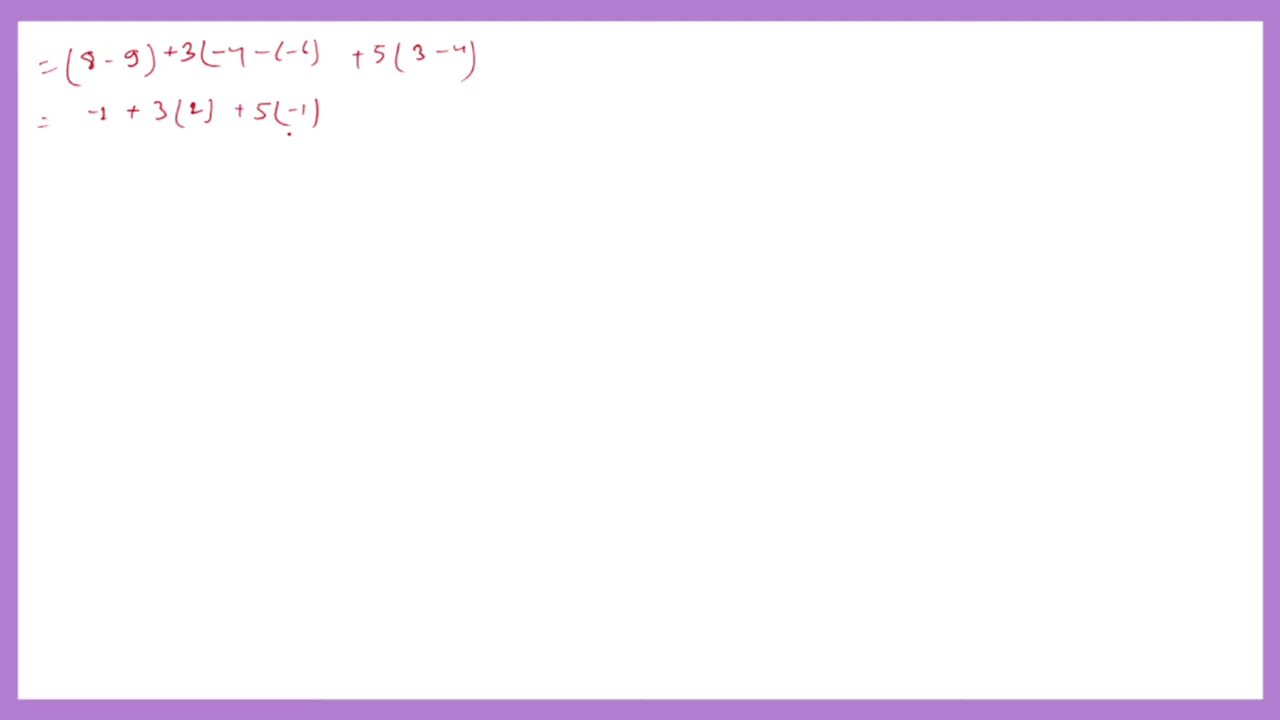 = (8 - 9) + 3(-4 - (-6) + 5(3 - 4)
= -1 + 3(2) + 5(-1)